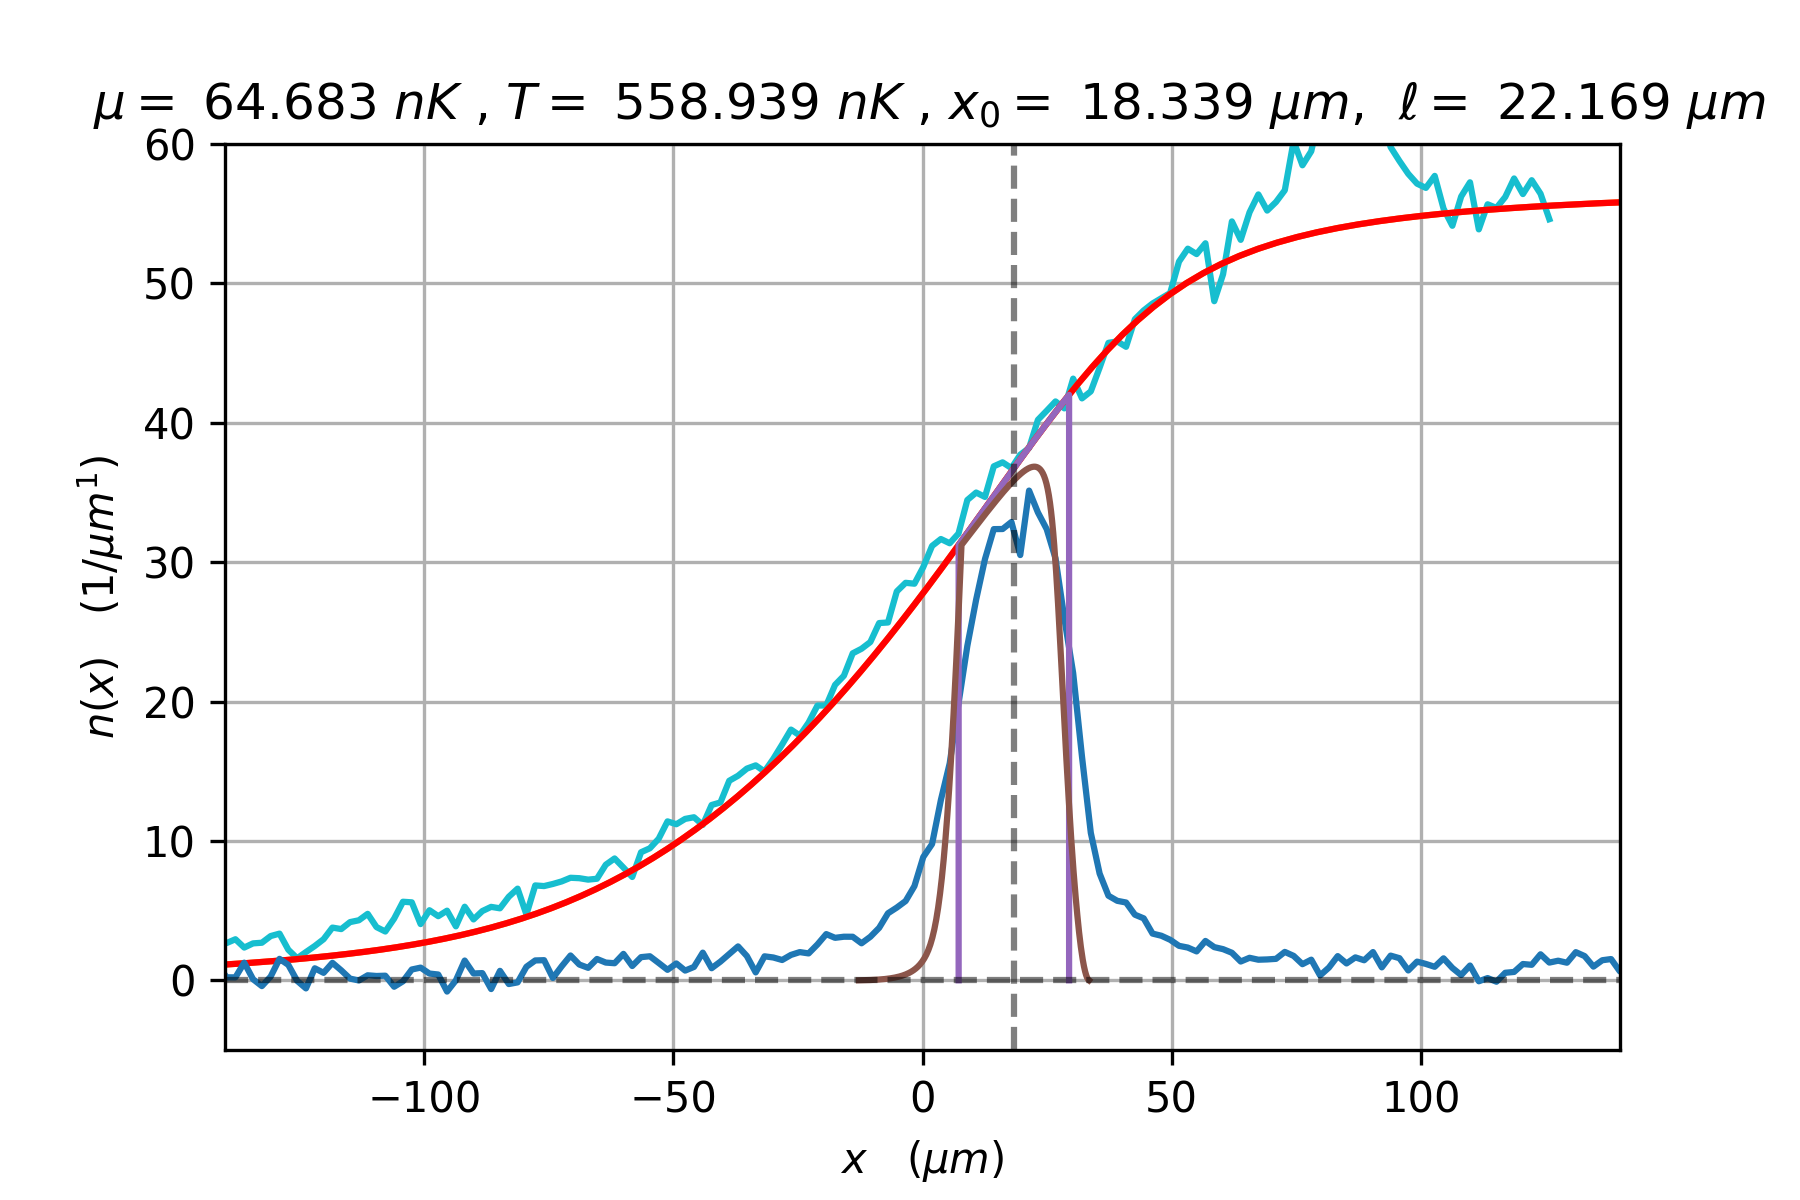 μ = 64.683 nK , T = 558.939 nK , x₀ = 18.339 μm, ℓ = 22.169 μm
60
50
40
30
20
10
0
n(x) (1/μm¹)
−100 −50 0 50 100
x (μm)